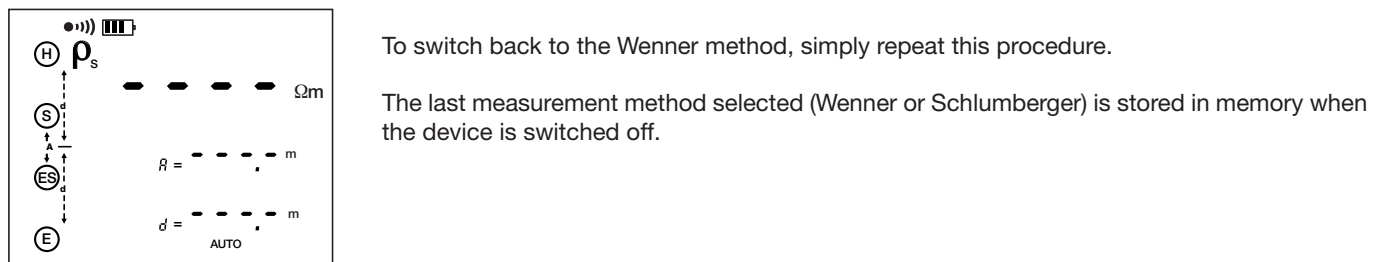 H ρs
- - - - Ωm
S
d
A
A = - - - . - m
ES
d
d = - - - . - m
E
AUTO
To switch back to the Wenner method, simply repeat this procedure.
The last measurement method selected (Wenner or Schlumberger) is stored in memory when
the device is switched off.